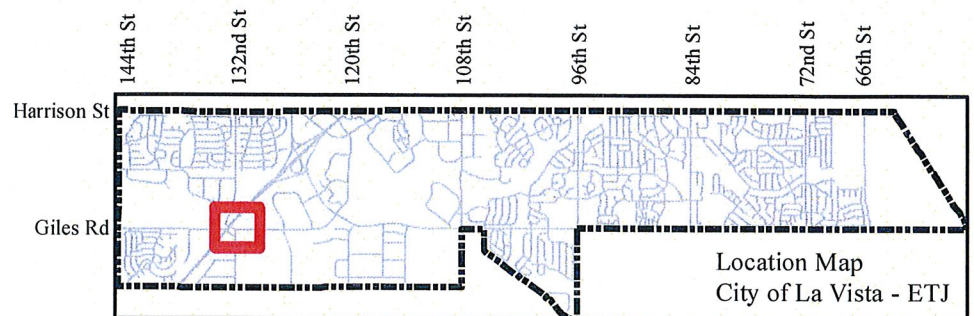 144th St
132nd St
120th St
108th St
96th St
84th St
72nd St
66th St
Harrison St
Giles Rd
Location Map
City of La Vista - ETJ